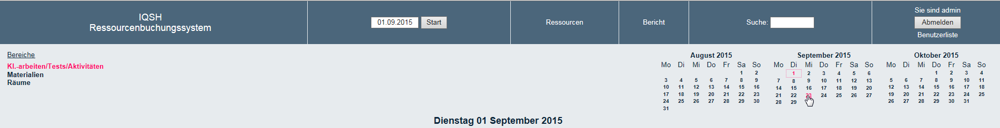 IQSH
Ressourcenbuchungssystem
01.09.2015 Start
Ressourcen
Bericht
Suche:
Sie sind admin
Abmelden
Benutzerliste
Bereiche
Kl.-arbeiten/Tests/Aktivitäten
Materialien
Räume
August 2015
Mo Di Mi Do Fr Sa So
1 2
3 4 5 6 7 8 9
10 11 12 13 14 15 16
17 18 19 20 21 22 23
24 25 26 27 28 29 30
31
September 2015
Mo Di Mi Do Fr Sa So
1 2 3 4 5 6
7 8 9 10 11 12 13
14 15 16 17 18 19 20
21 22 23 24 25 26 27
28 29
Oktober 2015
Mo Di Mi Do Fr Sa So
1 2 3 4
5 6 7 8 9 10 11
12 13 14 15 16 17 18
19 20 21 22 23 24 25
26 27 28 29 30 31
Dienstag 01 September 2015